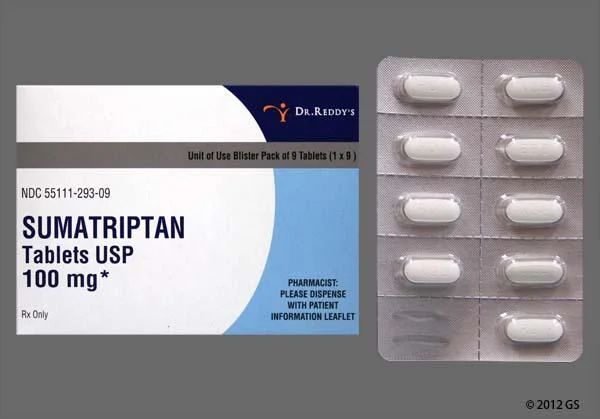 DR.REDDY'S
Unit of Use Blister Pack of 9 Tablets (1 x 9)
NDC 55111-293-09
SUMATRIPTAN
Tablets USP
100 mg*
Rx Only
PHARMACIST:
PLEASE DISPENSE
WITH PATIENT
INFORMATION LEAFLET
© 2012 GS